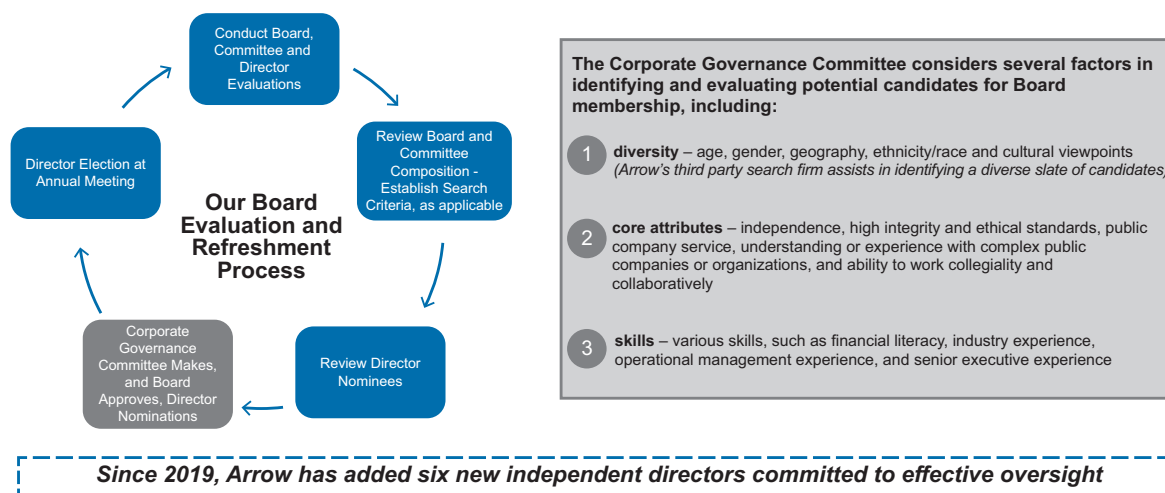 Conduct Board,
Committee and
Director
Evaluations
Review Board and
Committee
Composition -
Establish Search
Criteria, as applicable
Review Director
Nominees
Corporate
Governance
Committee Makes,
and Board
Approves, Director
Nominations
Director Election at
Annual Meeting
Our Board
Evaluation and
Refreshment
Process
The Corporate Governance Committee considers several factors in
identifying and evaluating potential candidates for Board
membership, including:
1 diversity – age, gender, geography, ethnicity/race and cultural viewpoints
(Arrow's third party search firm assists in identifying a diverse slate of candidates)
2 core attributes – independence, high integrity and ethical standards, public
company service, understanding or experience with complex public
companies or organizations, and ability to work collegiality and
collaboratively
3 skills – various skills, such as financial literacy, industry experience,
operational management experience, and senior executive experience
Since 2019, Arrow has added six new independent directors committed to effective oversight